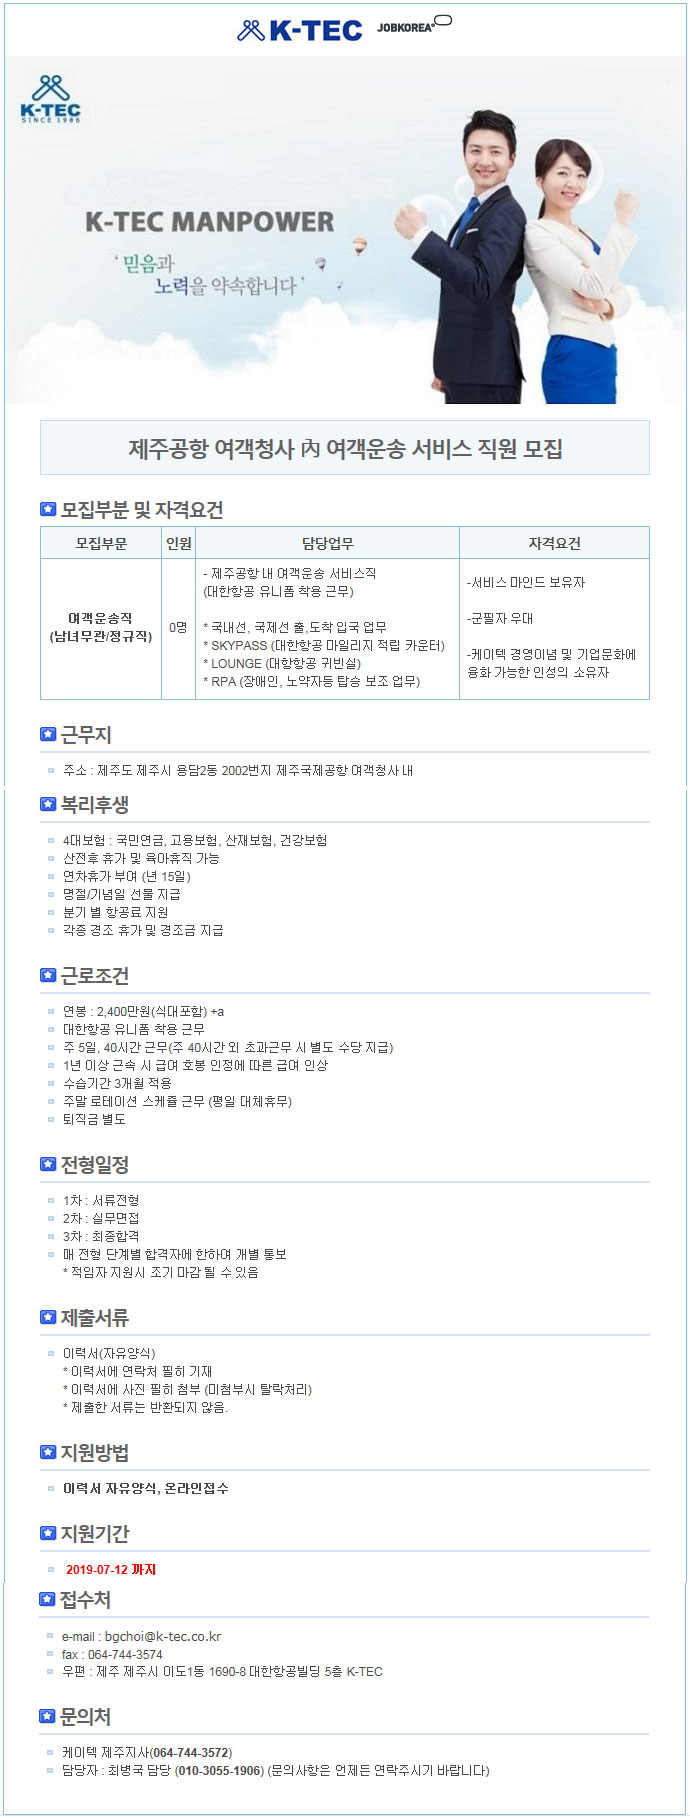 K-TEC JOBKOREA
K-TEC
SINCE 1986
K-TEC MANPOWER
' 믿음과
노력을 약속합니다 '
제주공항 여객청사 內 여객운송 서비스 직원 모집
모집부분 및 자격요건
모집부문 인원 담당업무 자격요건
여객운송직
(남녀무관/정규직)
0명
- 제주공항 내 여객운송 서비스직
(대한항공 유니폼 착용 근무)
* 국내선, 국제선 출,도착 입국 업무
* SKYPASS (대한항공 마일리지 적립 카운터)
* LOUNGE (대항항공 귀빈실)
* RPA (장애인, 노약자등 탑승 보조 업무)
-서비스 마인드 보유자
-군필자 우대
-케이텍 경영이념 및 기업문화에
융화 가능한 인성의 소유자
근무지
주소 : 제주도 제주시 용담2동 2002번지 제주국제공항 여객청사 내
복리후생
4대보험 : 국민연금, 고용보험, 산재보험, 건강보험
산전후 휴가 및 육아휴직 가능
연차휴가 부여 (년 15일)
명절/기념일 선물 지급
분기 별 항공료 지원
각종 경조 휴가 및 경조금 지급
근로조건
연봉 : 2,400만원(식대포함) +a
대한항공 유니폼 착용 근무
주 5일, 40시간 근무(주 40시간 외 초과근무 시 별도 수당 지급)
1년 이상 근속 시 급여 호봉 인정에 따른 급여 인상
수습기간 3개월 적용
주말 로테이션 스케쥴 근무 (평일 대체휴무)
퇴직금 별도
전형일정
1차 : 서류전형
2차 : 실무면접
3차 : 최종합격
매 전형 단계별 합격자에 한하여 개별 통보
* 적임자 지원시 조기 마감 될 수 있음
제출서류
이력서(자유양식)
* 이력서에 연락처 필히 기재
* 이력서에 사진 필히 첨부 (미첨부시 탈락처리)
* 제출한 서류는 반환되지 않음.
지원방법
이력서 자유양식, 온라인접수
지원기간
2019-07-12 까지
접수처
e-mail : bgchoi@k-tec.co.kr
fax : 064-744-3574
우편 : 제주 제주시 이도1동 1690-8 대한항공빌딩 5층 K-TEC
문의처
케이텍 제주지사(064-744-3572)
담당자 : 최병국 담당 (010-3055-1906) (문의사항은 언제든 연락주시기 바랍니다)